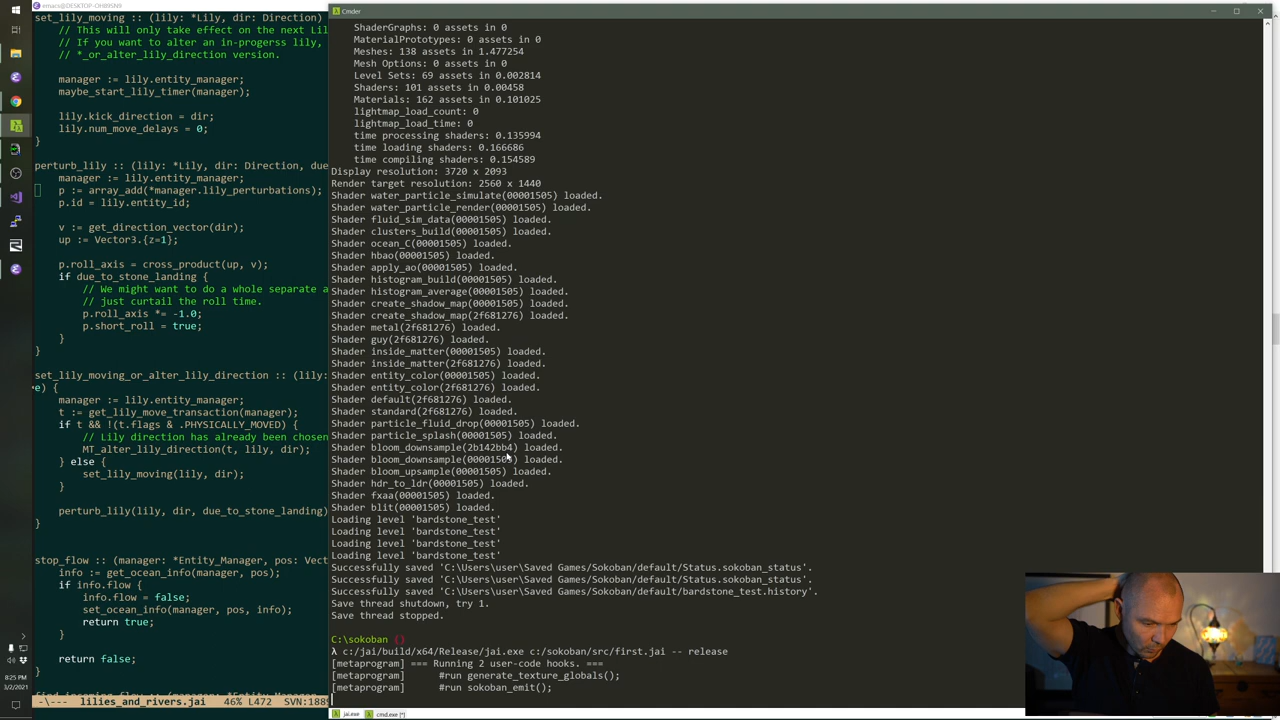 emacs@DESKTOP-OH89SN9
set_lily_moving :: (lily: *Lily, dir: Direction)
// This will only take effect on the next Lil
// If you want to alter an in-progerss lily,
// *_or_alter_lily_direction version.
manager := lily.entity_manager;
maybe_start_lily_timer(manager);
lily.kick_direction = dir;
lily.num_move_delays = 0;
}
perturb_lily :: (lily: *Lily, dir: Direction, due
manager := lily.entity_manager;
p := array_add(*manager.lily_perturbations);
p.id = lily.entity_id;
v := get_direction_vector(dir);
up := Vector3.{z=1};
p.roll_axis = cross_product(up, v);
if due_to_stone_landing {
// We might want to do a whole separate a
// just curtail the roll time.
p.roll_axis *= -1.0;
p.short_roll = true;
}
}
set_lily_moving_or_alter_lily_direction :: (lily:
e) {
manager := lily.entity_manager;
t := get_lily_move_transaction(manager);
if t && !(t.flags & .PHYSICALLY_MOVED) {
// Lily direction has already been chosen
MT_alter_lily_direction(t, lily, dir);
} else {
set_lily_moving(lily, dir);
}
perturb_lily(lily, dir, due_to_stone_landing)
}
stop_flow :: (manager: *Entity_Manager, pos: Vect
info := get_ocean_info(manager, pos);
if info.flow {
info.flow = false;
set_ocean_info(manager, pos, info);
return true;
}
return false;
}
-\--- lilies_and_rivers.jai 46% L472 SVN:1889
8:25 PM
Tuesday
3/2/2021
Cmder
ShaderGraphs: 0 assets in 0
MaterialPrototypes: 0 assets in 0
Meshes: 138 assets in 1.477254
Mesh Options: 0 assets in 0
Level Sets: 69 assets in 0.002814
Shaders: 101 assets in 0.00458
Materials: 162 assets in 0.101025
lightmap_load_count: 0
lightmap_load_time: 0
time processing shaders: 0.135994
time loading shaders: 0.166686
time compiling shaders: 0.154589
Display resolution: 3720 x 2093
Render target resolution: 2560 x 1440
Shader water_particle_simulate(00001505) loaded.
Shader water_particle_render(00001505) loaded.
Shader fluid_sim_data(00001505) loaded.
Shader clusters_build(00001505) loaded.
Shader ocean_C(00001505) loaded.
Shader hbao(00001505) loaded.
Shader apply_ao(00001505) loaded.
Shader histogram_build(00001505) loaded.
Shader histogram_average(00001505) loaded.
Shader create_shadow_map(00001505) loaded.
Shader create_shadow_map(2f681276) loaded.
Shader metal(2f681276) loaded.
Shader guy(2f681276) loaded.
Shader inside_matter(00001505) loaded.
Shader inside_matter(2f681276) loaded.
Shader entity_color(00001505) loaded.
Shader entity_color(2f681276) loaded.
Shader default(2f681276) loaded.
Shader standard(2f681276) loaded.
Shader particle_fluid_drop(00001505) loaded.
Shader particle_splash(00001505) loaded.
Shader bloom_downsample(2b142bb4) loaded.
Shader bloom_downsample(00001505) loaded.
Shader bloom_upsample(00001505) loaded.
Shader hdr_to_ldr(00001505) loaded.
Shader fxaa(00001505) loaded.
Shader blit(00001505) loaded.
Loading level 'bardstone_test'
Loading level 'bardstone_test'
Loading level 'bardstone_test'
Loading level 'bardstone_test'
Successfully saved 'C:\Users\user\Saved Games/Sokoban/default/Status.sokoban_status'.
Successfully saved 'C:\Users\user\Saved Games/Sokoban/default/Status.sokoban_status'.
Successfully saved 'C:\Users\user\Saved Games/Sokoban/default/bardstone_test.history'.
Save thread shutdown, try 1.
Save thread stopped.
C:\sokoban {}
λ c:/jai/build/x64/Release/jai.exe c:/sokoban/src/first.jai -- release
[metaprogram] === Running 2 user-code hooks. ===
[metaprogram] #run generate_texture_globals();
[metaprogram] #run sokoban_emit();
jai.exe cmd.exe [*]